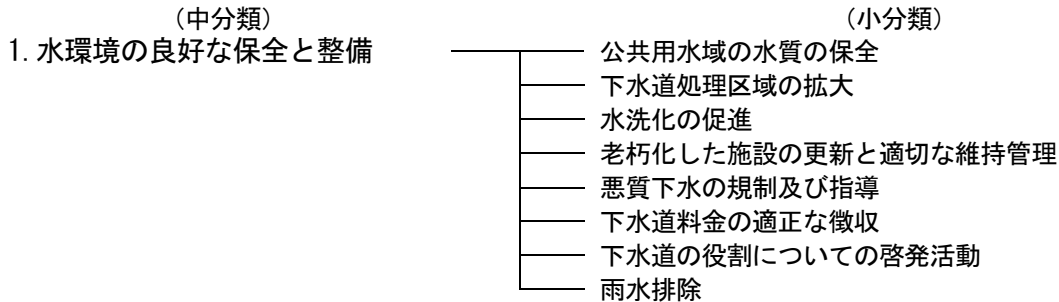 （中分類） （小分類）
1. 水環境の良好な保全と整備 公共用水域の水質の保全
下水道処理区域の拡大
水洗化の促進
老朽化した施設の更新と適切な維持管理
悪質下水の規制及び指導
下水道料金の適正な徴収
下水道の役割についての啓発活動
雨水排除